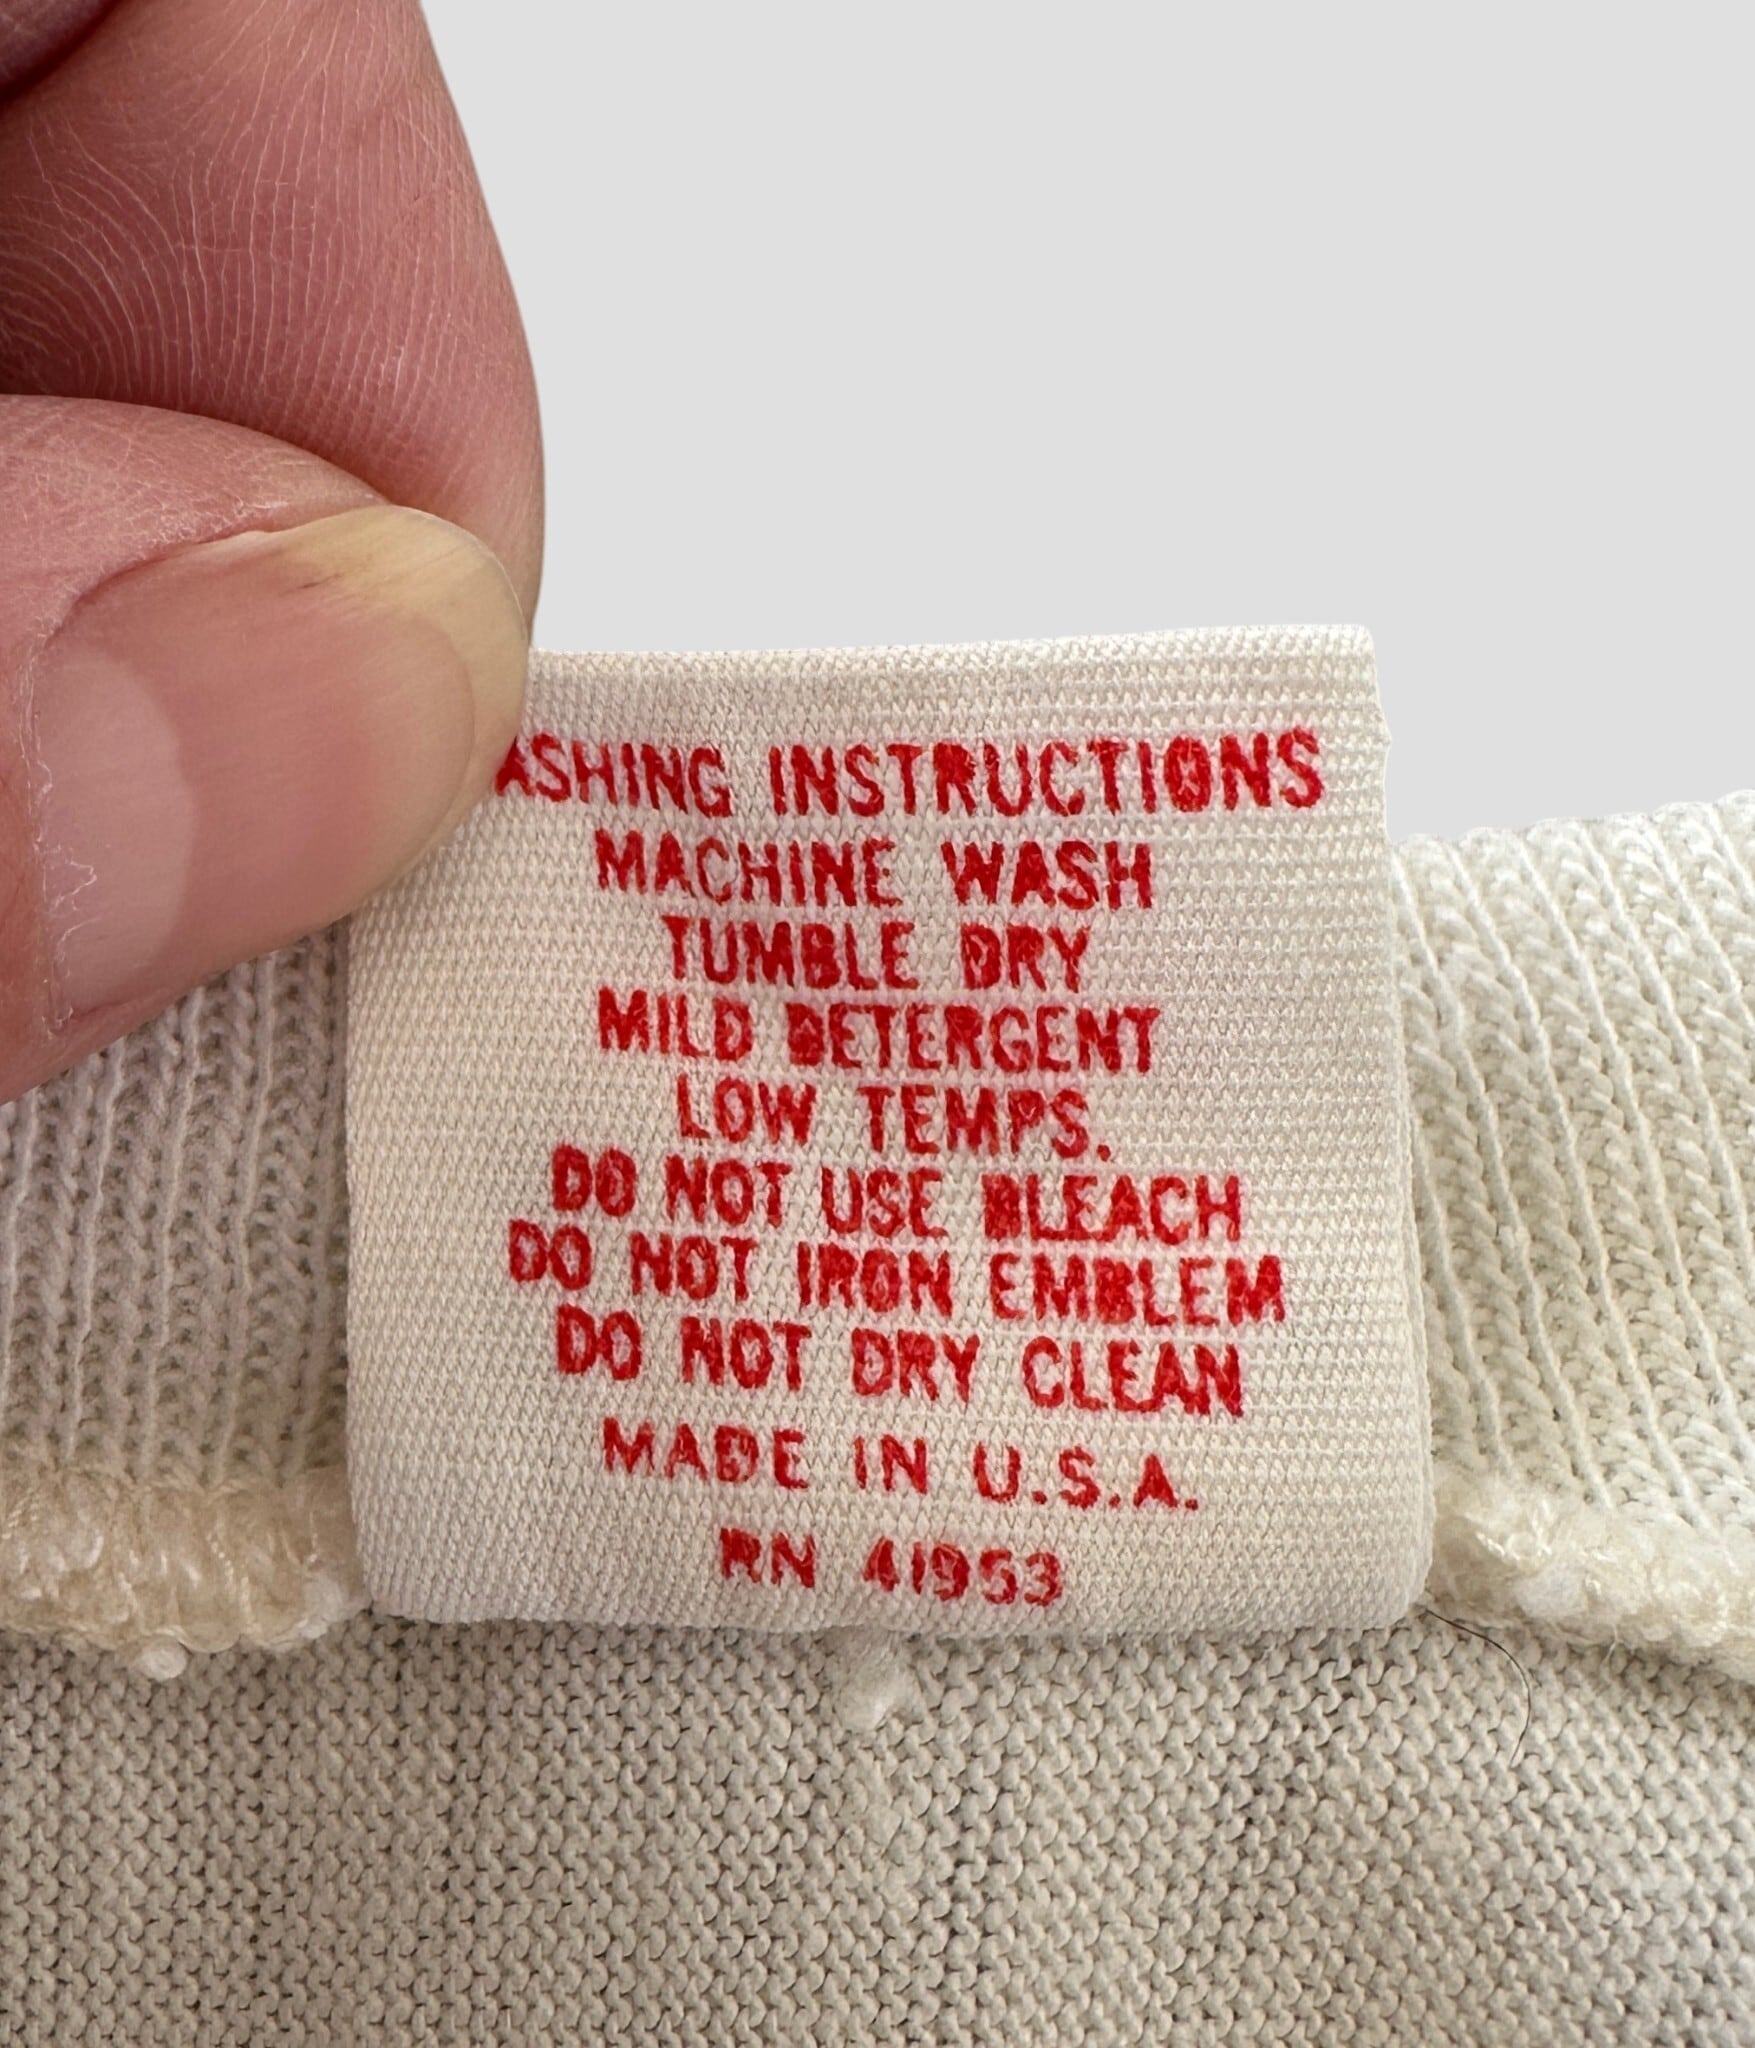 ASHING INSTRUCTIONS
MACHINE WASH
TUMBLE DRY
MILD DETERGENT
LOW TEMPS.
DO NOT USE BLEACH
DO NOT IRON EMBLEM
DO NOT DRY CLEAN
MADE IN U.S.A.
RN 41953